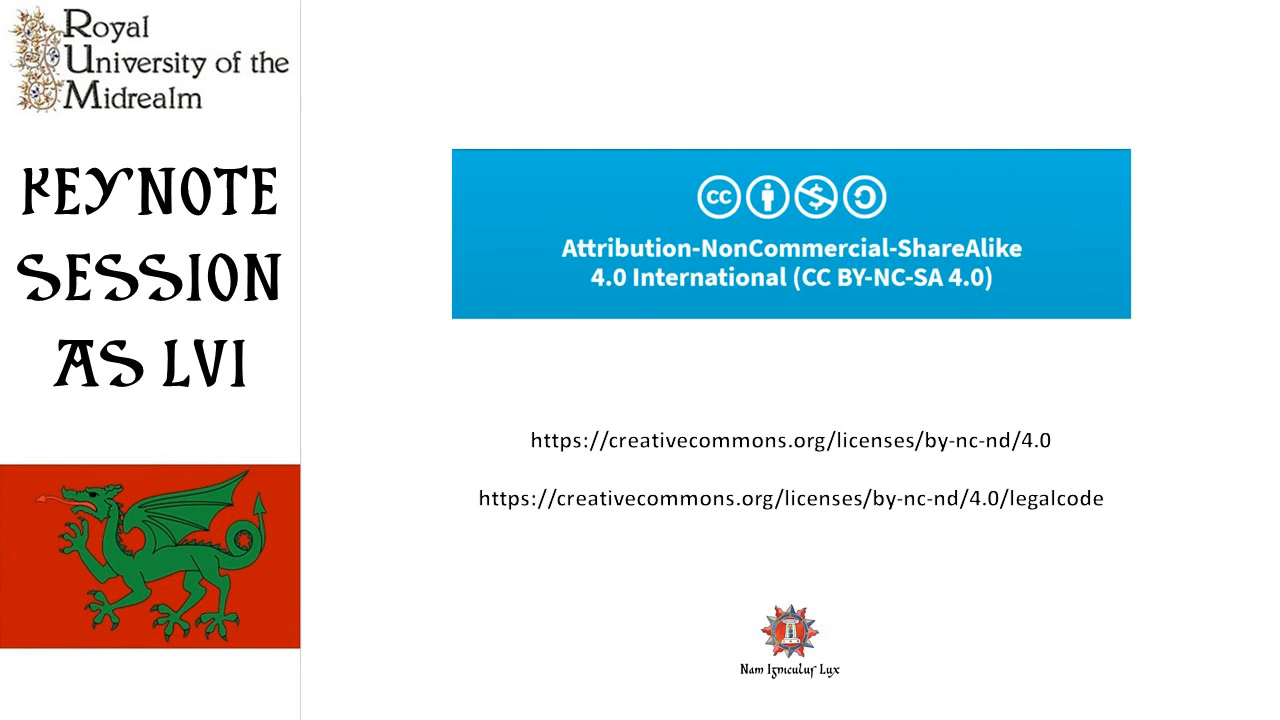 Royal
University of the
Midrealm
KEYNOTE
SESSION
AS LVI
cc
Attribution-NonCommercial-ShareAlike
4.0 International (CC BY-NC-SA 4.0)
https://creativecommons.org/licenses/by-nc-nd/4.0
https://creativecommons.org/licenses/by-nc-nd/4.0/legalcode
Nam Igniculus Lux